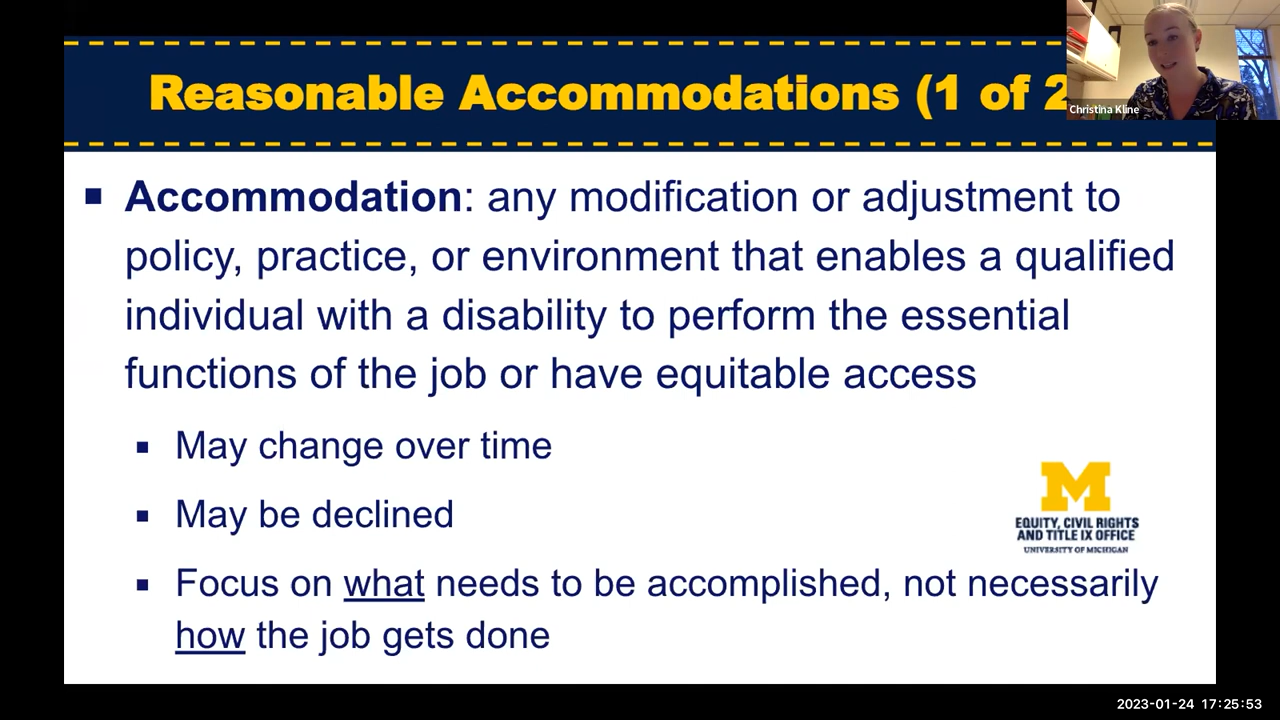 Reasonable Accommodations (1 of 2
Christina Kline
▪ Accommodation: any modification or adjustment to
policy, practice, or environment that enables a qualified
individual with a disability to perform the essential
functions of the job or have equitable access
▪ May change over time
▪ May be declined
M
EQUITY, CIVIL RIGHTS
AND TITLE IX OFFICE
UNIVERSITY OF MICHIGAN
▪ Focus on what needs to be accomplished, not necessarily
how the job gets done
2023-01-24 17:25:53